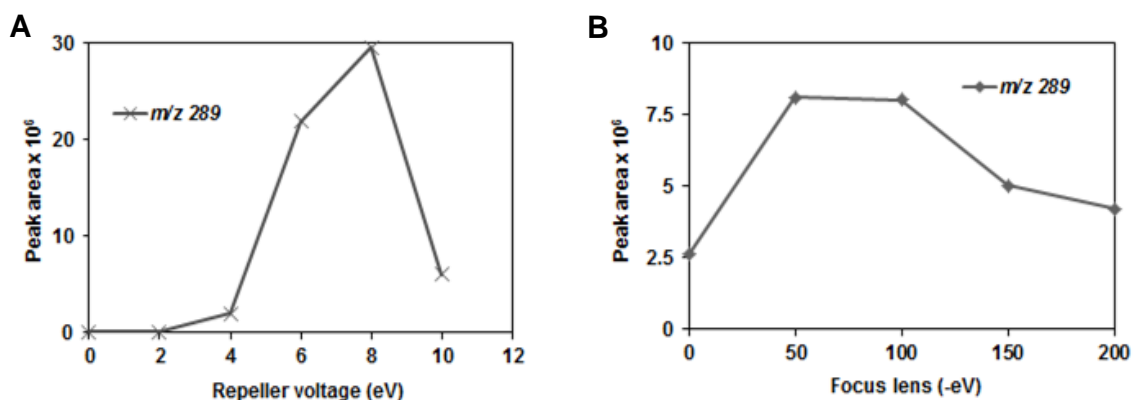 A
B
30
20
10
0
Peak area x 10⁶
m/z 289
0 2 4 6 8 10 12
Repeller voltage (eV)
10
7.5
5
2.5
0
Peak area x 10⁶
m/z 289
0 50 100 150 200
Focus lens (-eV)